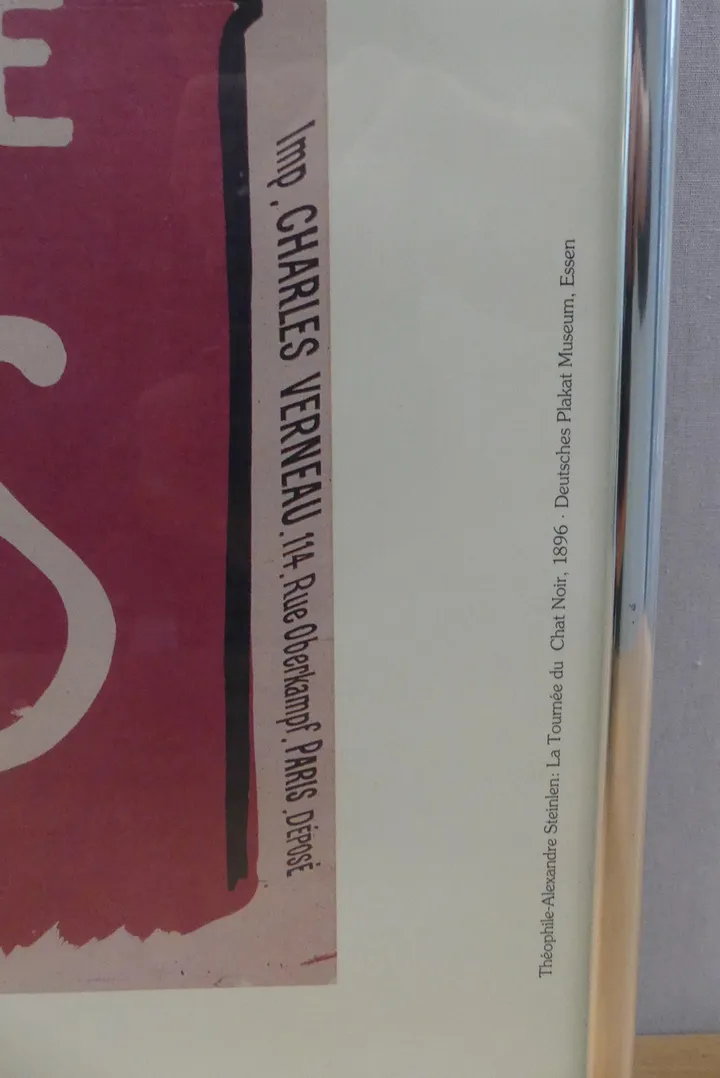 E
Imp. CHARLES VERNEAU. 114. Rue Oberkampf. PARIS. DÉPOSÉ.
Théophile-Alexandre Steinlen: La Tournée du Chat Noir, 1896 · Deutsches Plakat Museum, Essen